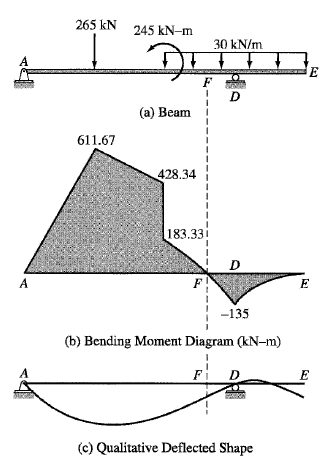 265 kN
245 kN–m
30 kN/m
A
E
F
D
(a) Beam
611.67
428.34
183.33
D
A
F
E
−135
(b) Bending Moment Diagram (kN–m)
A
F
D
E
(c) Qualitative Deflected Shape